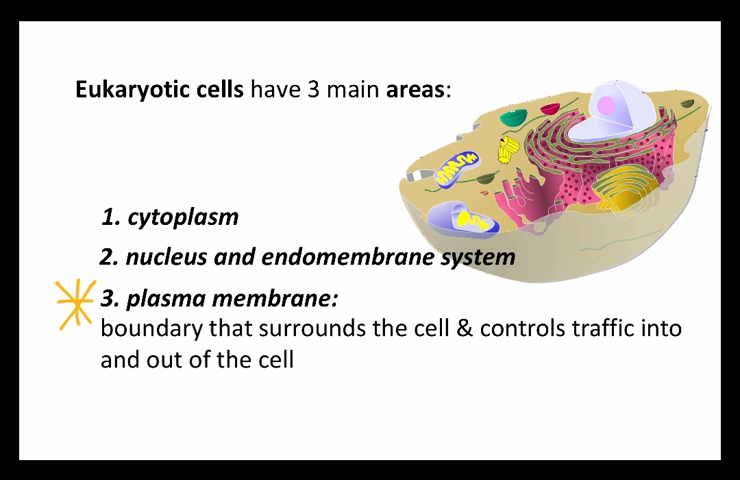 Eukaryotic cells have 3 main areas:
1. cytoplasm
2. nucleus and endomembrane system
3. plasma membrane:
boundary that surrounds the cell & controls traffic into
and out of the cell